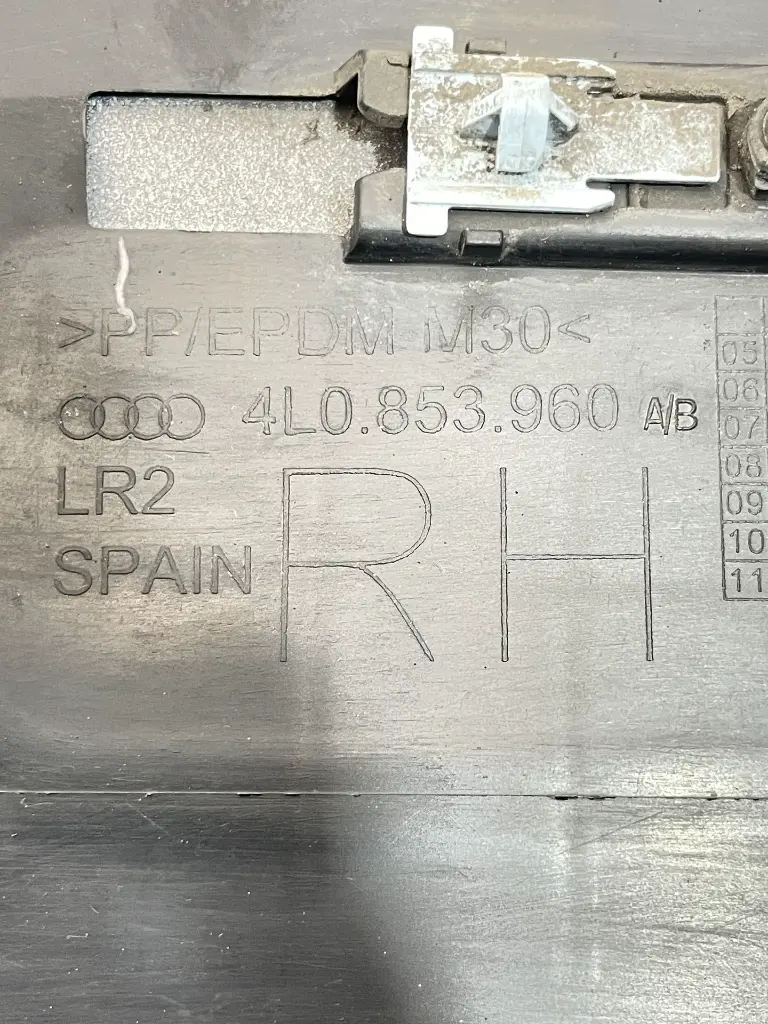 >PP/EPDM M30<
4L0.853.960 A/B
LR2
SPAIN
RH
05
06
07
08
09
10
11